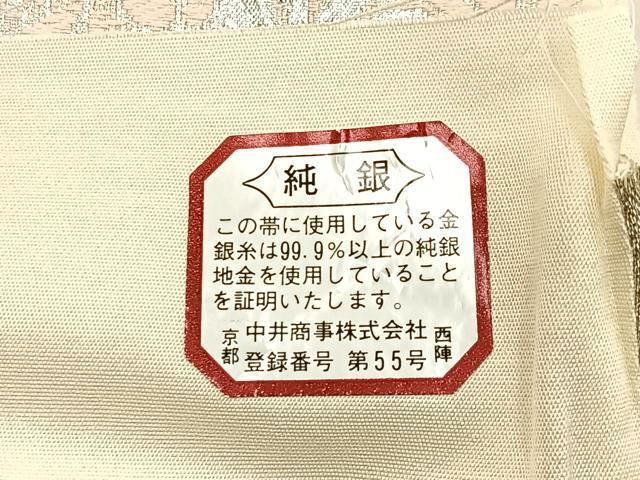 純銀
この帯に使用している金
銀糸は99.9%以上の純銀
地金を使用していること
を証明いたします。
京都 中井商事株式会社 西陣
登録番号 第55号